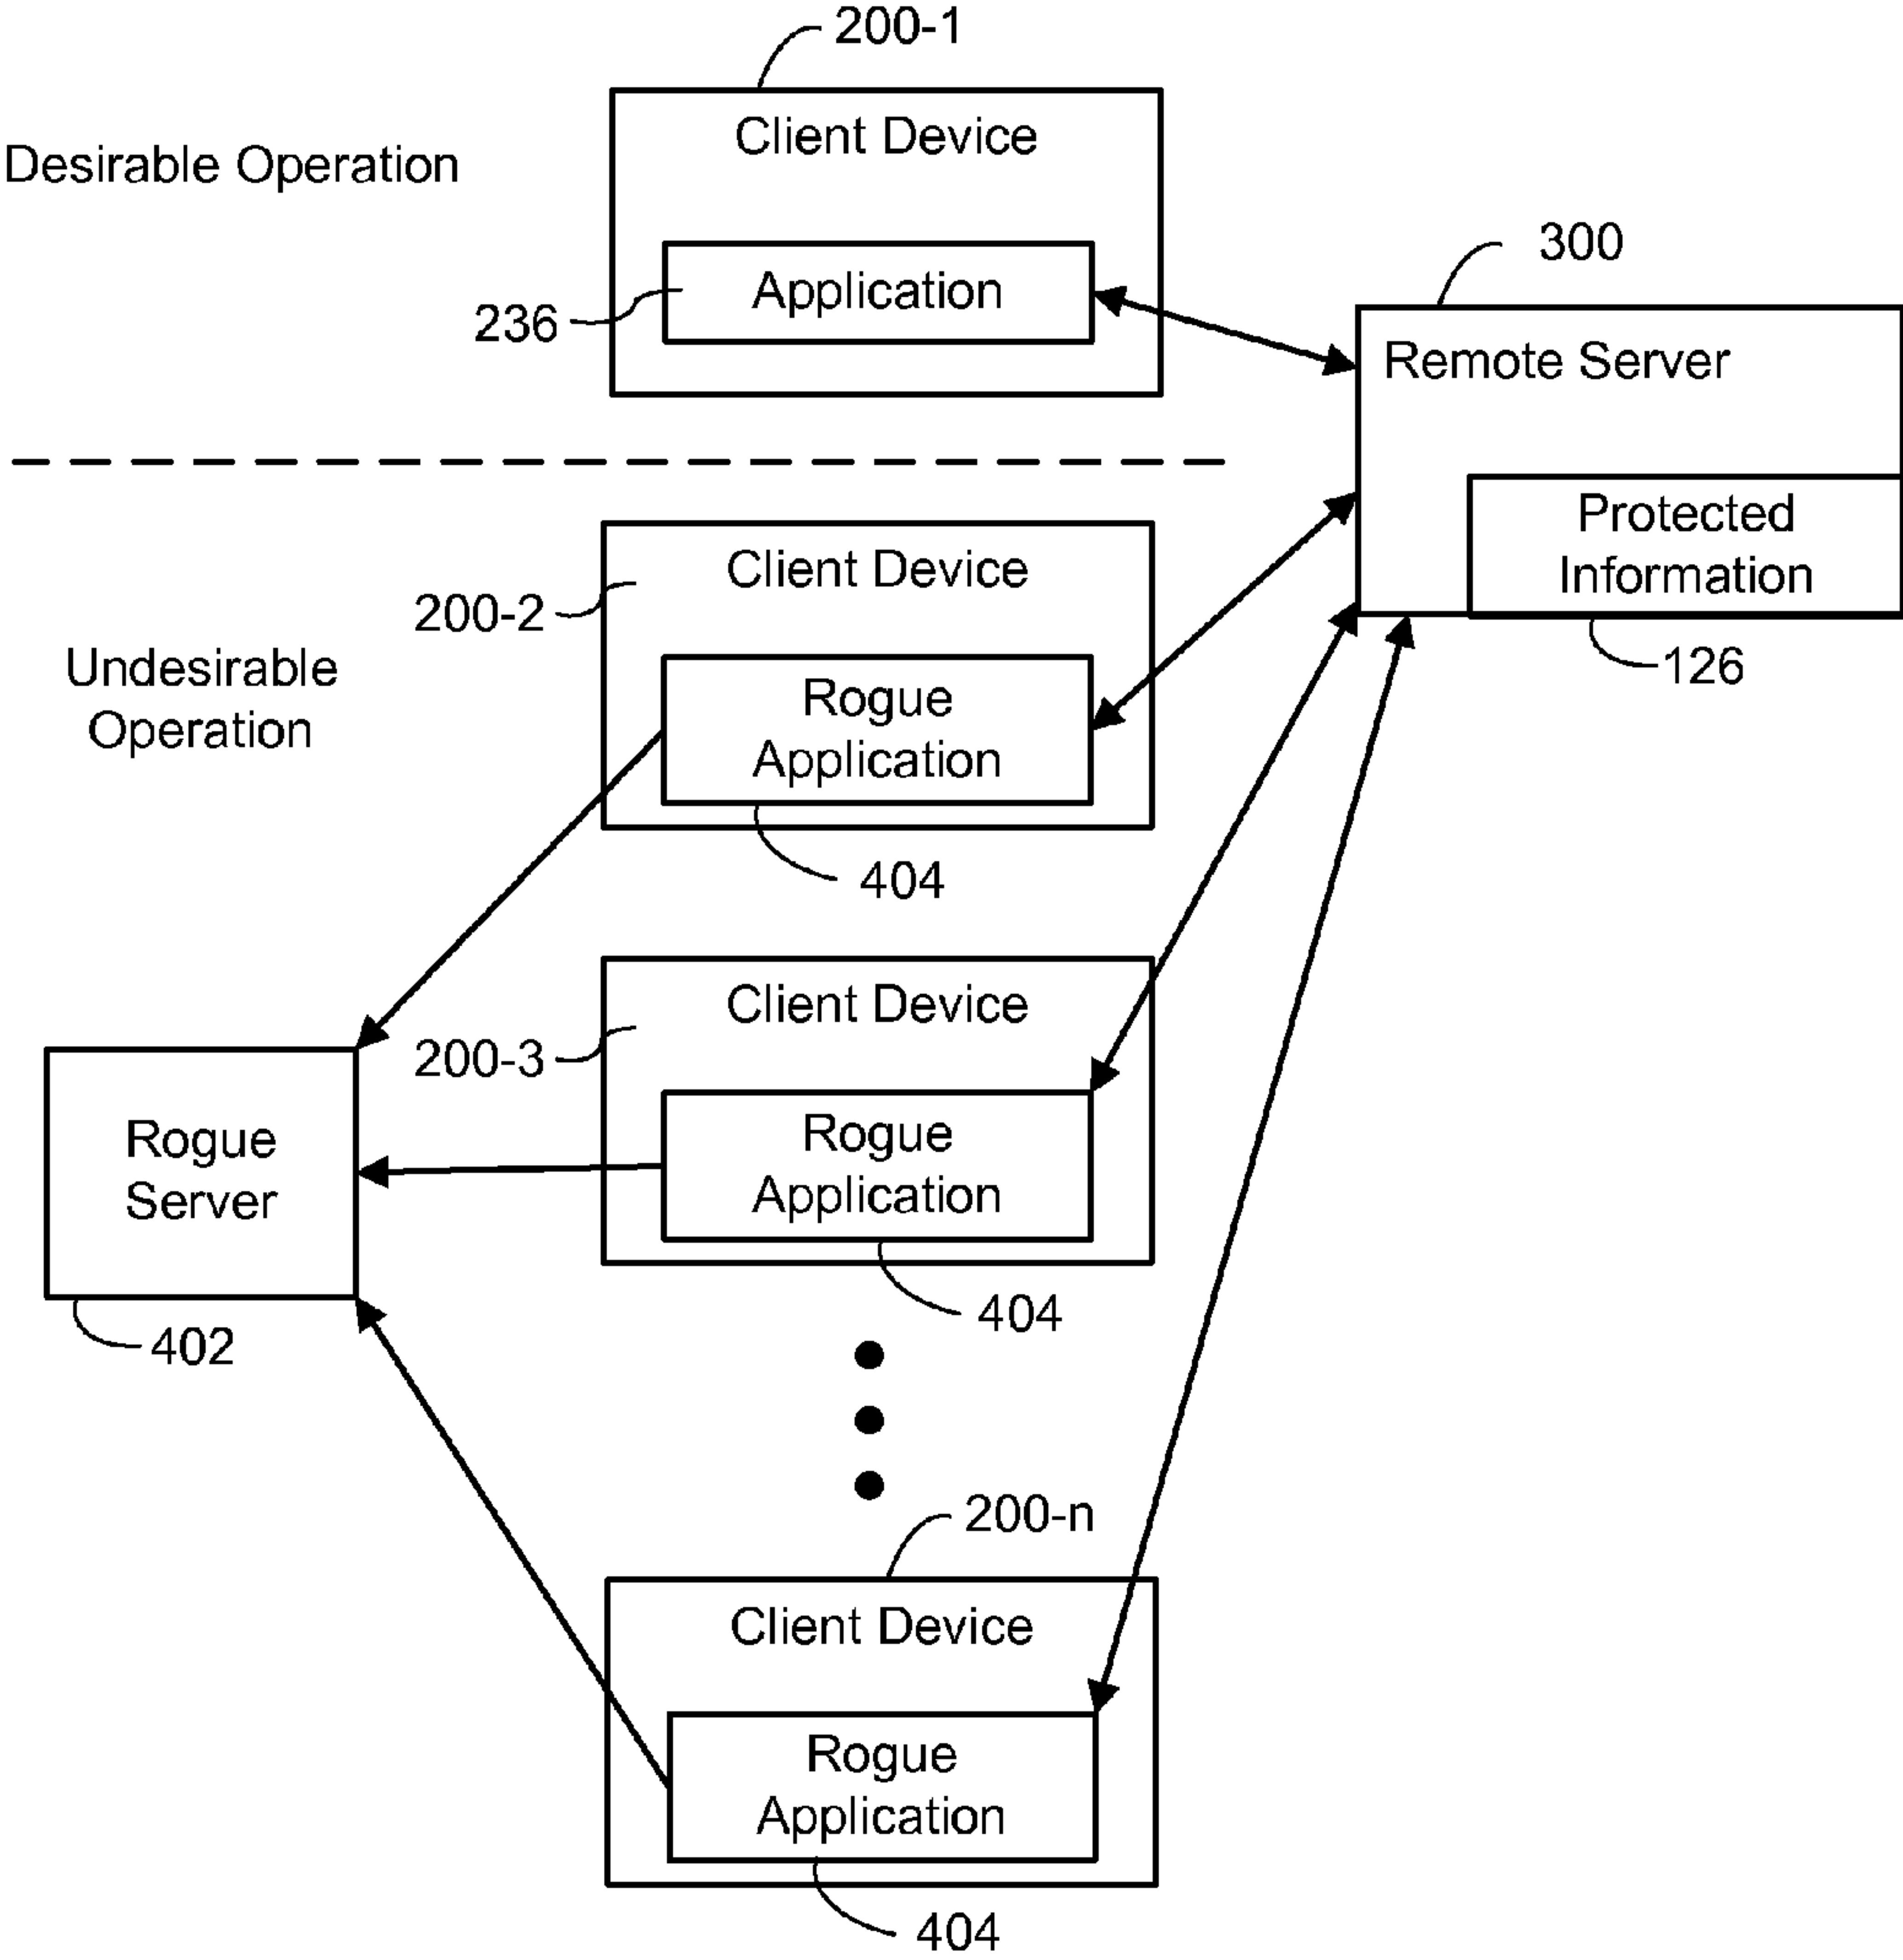 200-1
Client Device
Desirable Operation
Application
236
300
Remote Server
Protected
Information
126
Client Device
200-2
Undesirable
Operation
Rogue
Application
404
Client Device
200-3
Rogue
Application
404
Rogue
Server
402
200-n
Client Device
Rogue
Application
404